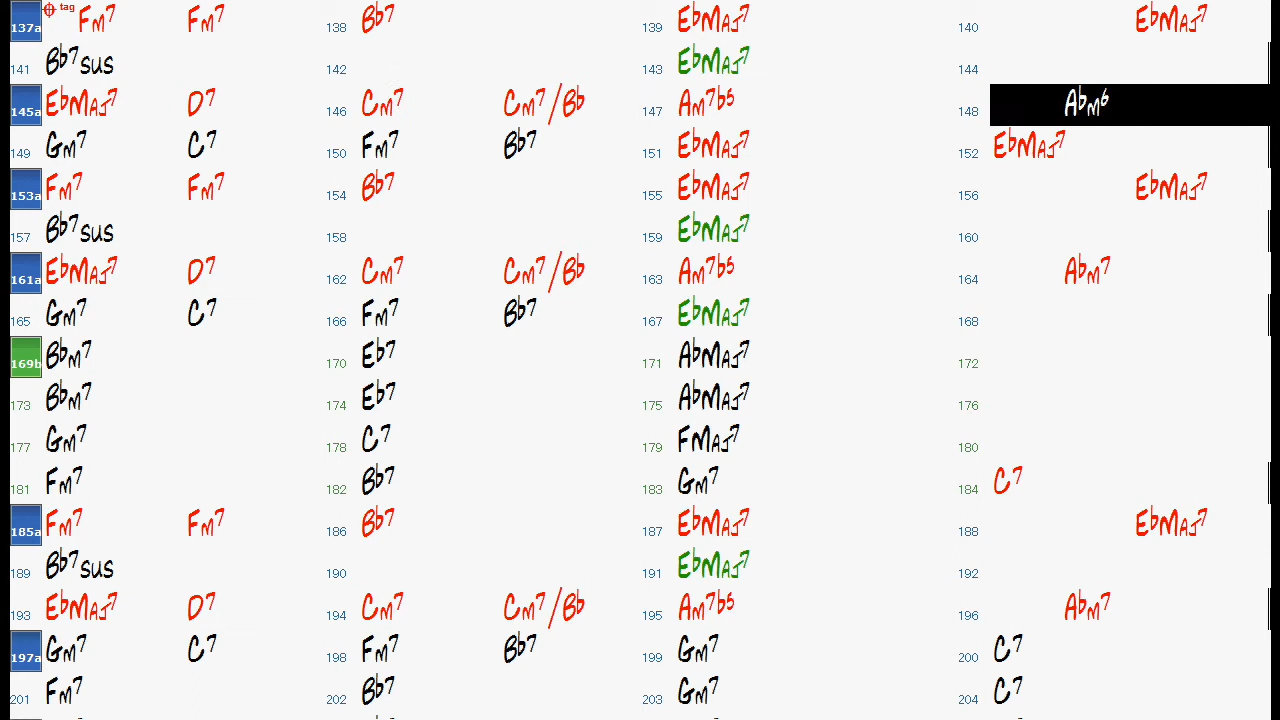 tag
137a Fm7 Fm7 138 Bb7 139 EbMaj7 140 EbMaj7
141 Bb7sus 142 143 EbMaj7 144
145a EbMaj7 D7 146 Cm7 Cm7/Bb 147 Am7b5 148 Abm6
149 Gm7 C7 150 Fm7 Bb7 151 EbMaj7 152 EbMaj7
153a Fm7 Fm7 154 Bb7 155 EbMaj7 156 EbMaj7
157 Bb7sus 158 159 EbMaj7 160
161a EbMaj7 D7 162 Cm7 Cm7/Bb 163 Am7b5 164 Abm7
165 Gm7 C7 166 Fm7 Bb7 167 EbMaj7 168
169b Bbm7 170 Eb7 171 AbMaj7 172
173 Bbm7 174 Eb7 175 AbMaj7 176
177 Gm7 178 C7 179 FMaj7 180
181 Fm7 182 Bb7 183 Gm7 184 C7
185a Fm7 Fm7 186 Bb7 187 EbMaj7 188 EbMaj7
189 Bb7sus 190 191 EbMaj7 192
193 EbMaj7 D7 194 Cm7 Cm7/Bb 195 Am7b5 196 Abm7
197a Gm7 C7 198 Fm7 Bb7 199 Gm7 200 C7
201 Fm7 202 Bb7 203 Gm7 204 C7